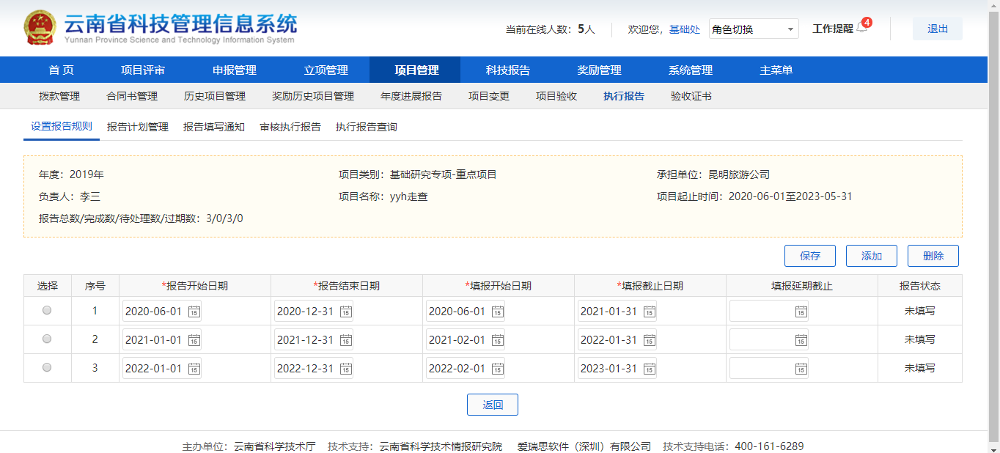 云南省科技管理信息系统
Yunnan Province Science and Technology Information System
当前在线人数：5人 欢迎您，基础处 角色切换 工作提醒 4 退出
首 页 项目评审 申报管理 立项管理 项目管理 科技报告 奖励管理 系统管理 主菜单
拨款管理 合同书管理 历史项目管理 奖励历史项目管理 年度进展报告 项目变更 项目验收 执行报告 验收证书
设置报告规则 报告计划管理 报告填写通知 审核执行报告 执行报告查询
年度：2019年 项目类别：基础研究专项-重点项目 承担单位：昆明旅游公司
负责人：李三 项目名称：yyh走查 项目起止时间：2020-06-01至2023-05-31
报告总数/完成数/待处理数/过期数：3/0/3/0
保存 添加 删除
选择 序号 *报告开始日期 *报告结束日期 *填报开始日期 *填报截止日期 填报延期截止 报告状态
1 2020-06-01 15 2020-12-31 15 2020-06-01 15 2021-01-31 15 15 未填写
2 2021-01-01 15 2021-12-31 15 2021-02-01 15 2022-01-31 15 15 未填写
3 2022-01-01 15 2022-12-31 15 2022-02-01 15 2023-01-31 15 15 未填写
返回
主办单位：云南省科学技术厅 技术支持：云南省科学技术情报研究院 爱瑞思软件（深圳）有限公司 技术支持电话：400-161-6289